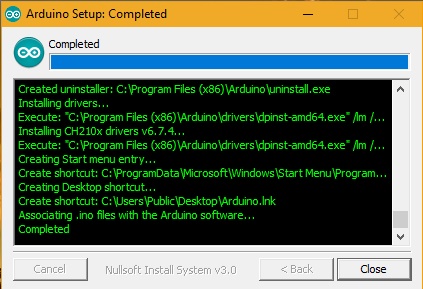 Arduino Setup: Completed
Completed
Created uninstaller: C:\Program Files (x86)\Arduino\uninstall.exe
Installing drivers...
Execute: "C:\Program Files (x86)\Arduino\drivers\dpinst-amd64.exe" /lm /...
Installing CH210x drivers v6.7.4...
Execute: "C:\Program Files (x86)\Arduino\drivers\dpinst-amd64.exe" /lm /...
Creating Start menu entry...
Create shortcut: C:\ProgramData\Microsoft\Windows\Start Menu\Program...
Creating Desktop shortcut...
Create shortcut: C:\Users\Public\Desktop\Arduino.lnk
Associating .ino files with the Arduino software...
Completed
Cancel
Nullsoft Install System v3.0
< Back
Close